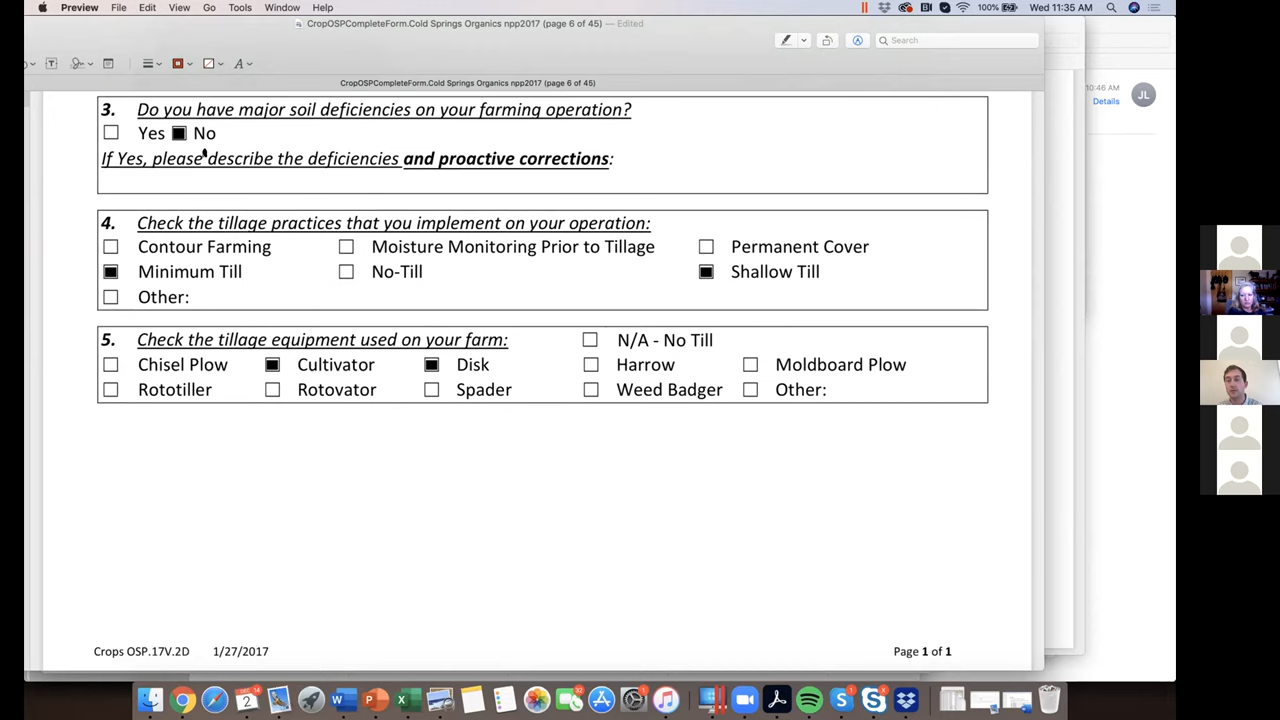 Preview File Edit View Go Tools Window Help 100% Wed 11:35 AM
CropOSPCompleteForm.Cold Springs Organics npp2017 (page 6 of 45) — Edited
Search
CropOSPCompleteForm.Cold Springs Organics npp2017 (page 6 of 45)
10:46 AM
Details
JL
3. Do you have major soil deficiencies on your farming operation?
Yes No
If Yes, please describe the deficiencies and proactive corrections:
4. Check the tillage practices that you implement on your operation:
Contour Farming Moisture Monitoring Prior to Tillage Permanent Cover
Minimum Till No-Till Shallow Till
Other:
5. Check the tillage equipment used on your farm: N/A - No Till
Chisel Plow Cultivator Disk Harrow Moldboard Plow
Rototiller Rotovator Spader Weed Badger Other:
Crops OSP.17V.2D 1/27/2017 Page 1 of 1